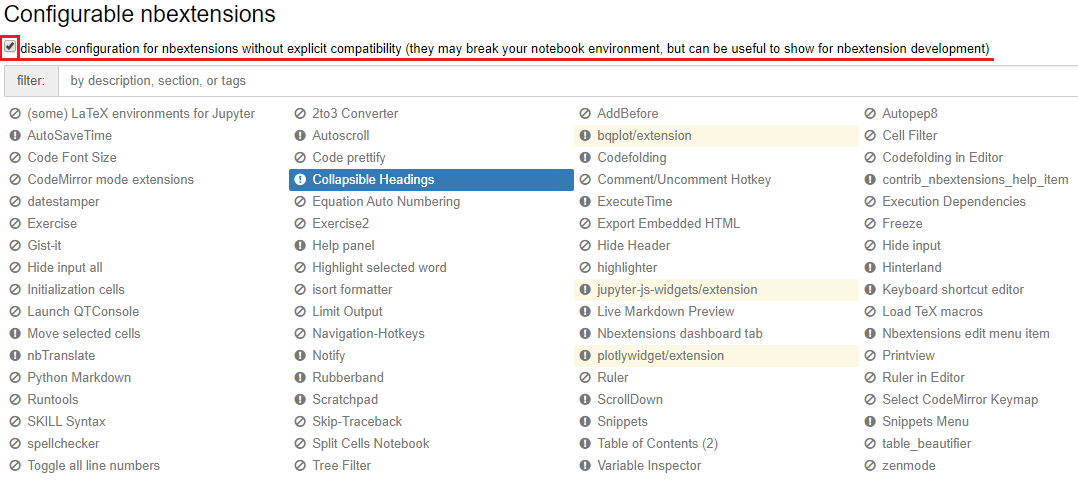 Configurable nbextensions
disable configuration for nbextensions without explicit compatibility (they may break your notebook environment, but can be useful to show for nbextension development)
filter: by description, section, or tags
(some) LaTeX environments for Jupyter 2to3 Converter AddBefore Autopep8
AutoSaveTime Autoscroll bqplot/extension Cell Filter
Code Font Size Code prettify Codefolding Codefolding in Editor
CodeMirror mode extensions Collapsible Headings Comment/Uncomment Hotkey contrib_nbextensions_help_item
datestamper Equation Auto Numbering ExecuteTime Execution Dependencies
Exercise Exercise2 Export Embedded HTML Freeze
Gist-it Help panel Hide Header Hide input
Hide input all Highlight selected word highlighter Hinterland
Initialization cells isort formatter jupyter-js-widgets/extension Keyboard shortcut editor
Launch QTConsole Limit Output Live Markdown Preview Load TeX macros
Move selected cells Navigation-Hotkeys Nbextensions dashboard tab Nbextensions edit menu item
nbTranslate Notify plotlywidget/extension Printview
Python Markdown Rubberband Ruler Ruler in Editor
Runtools Scratchpad ScrollDown Select CodeMirror Keymap
SKILL Syntax Skip-Traceback Snippets Snippets Menu
spellchecker Split Cells Notebook Table of Contents (2) table_beautifier
Toggle all line numbers Tree Filter Variable Inspector zenmode